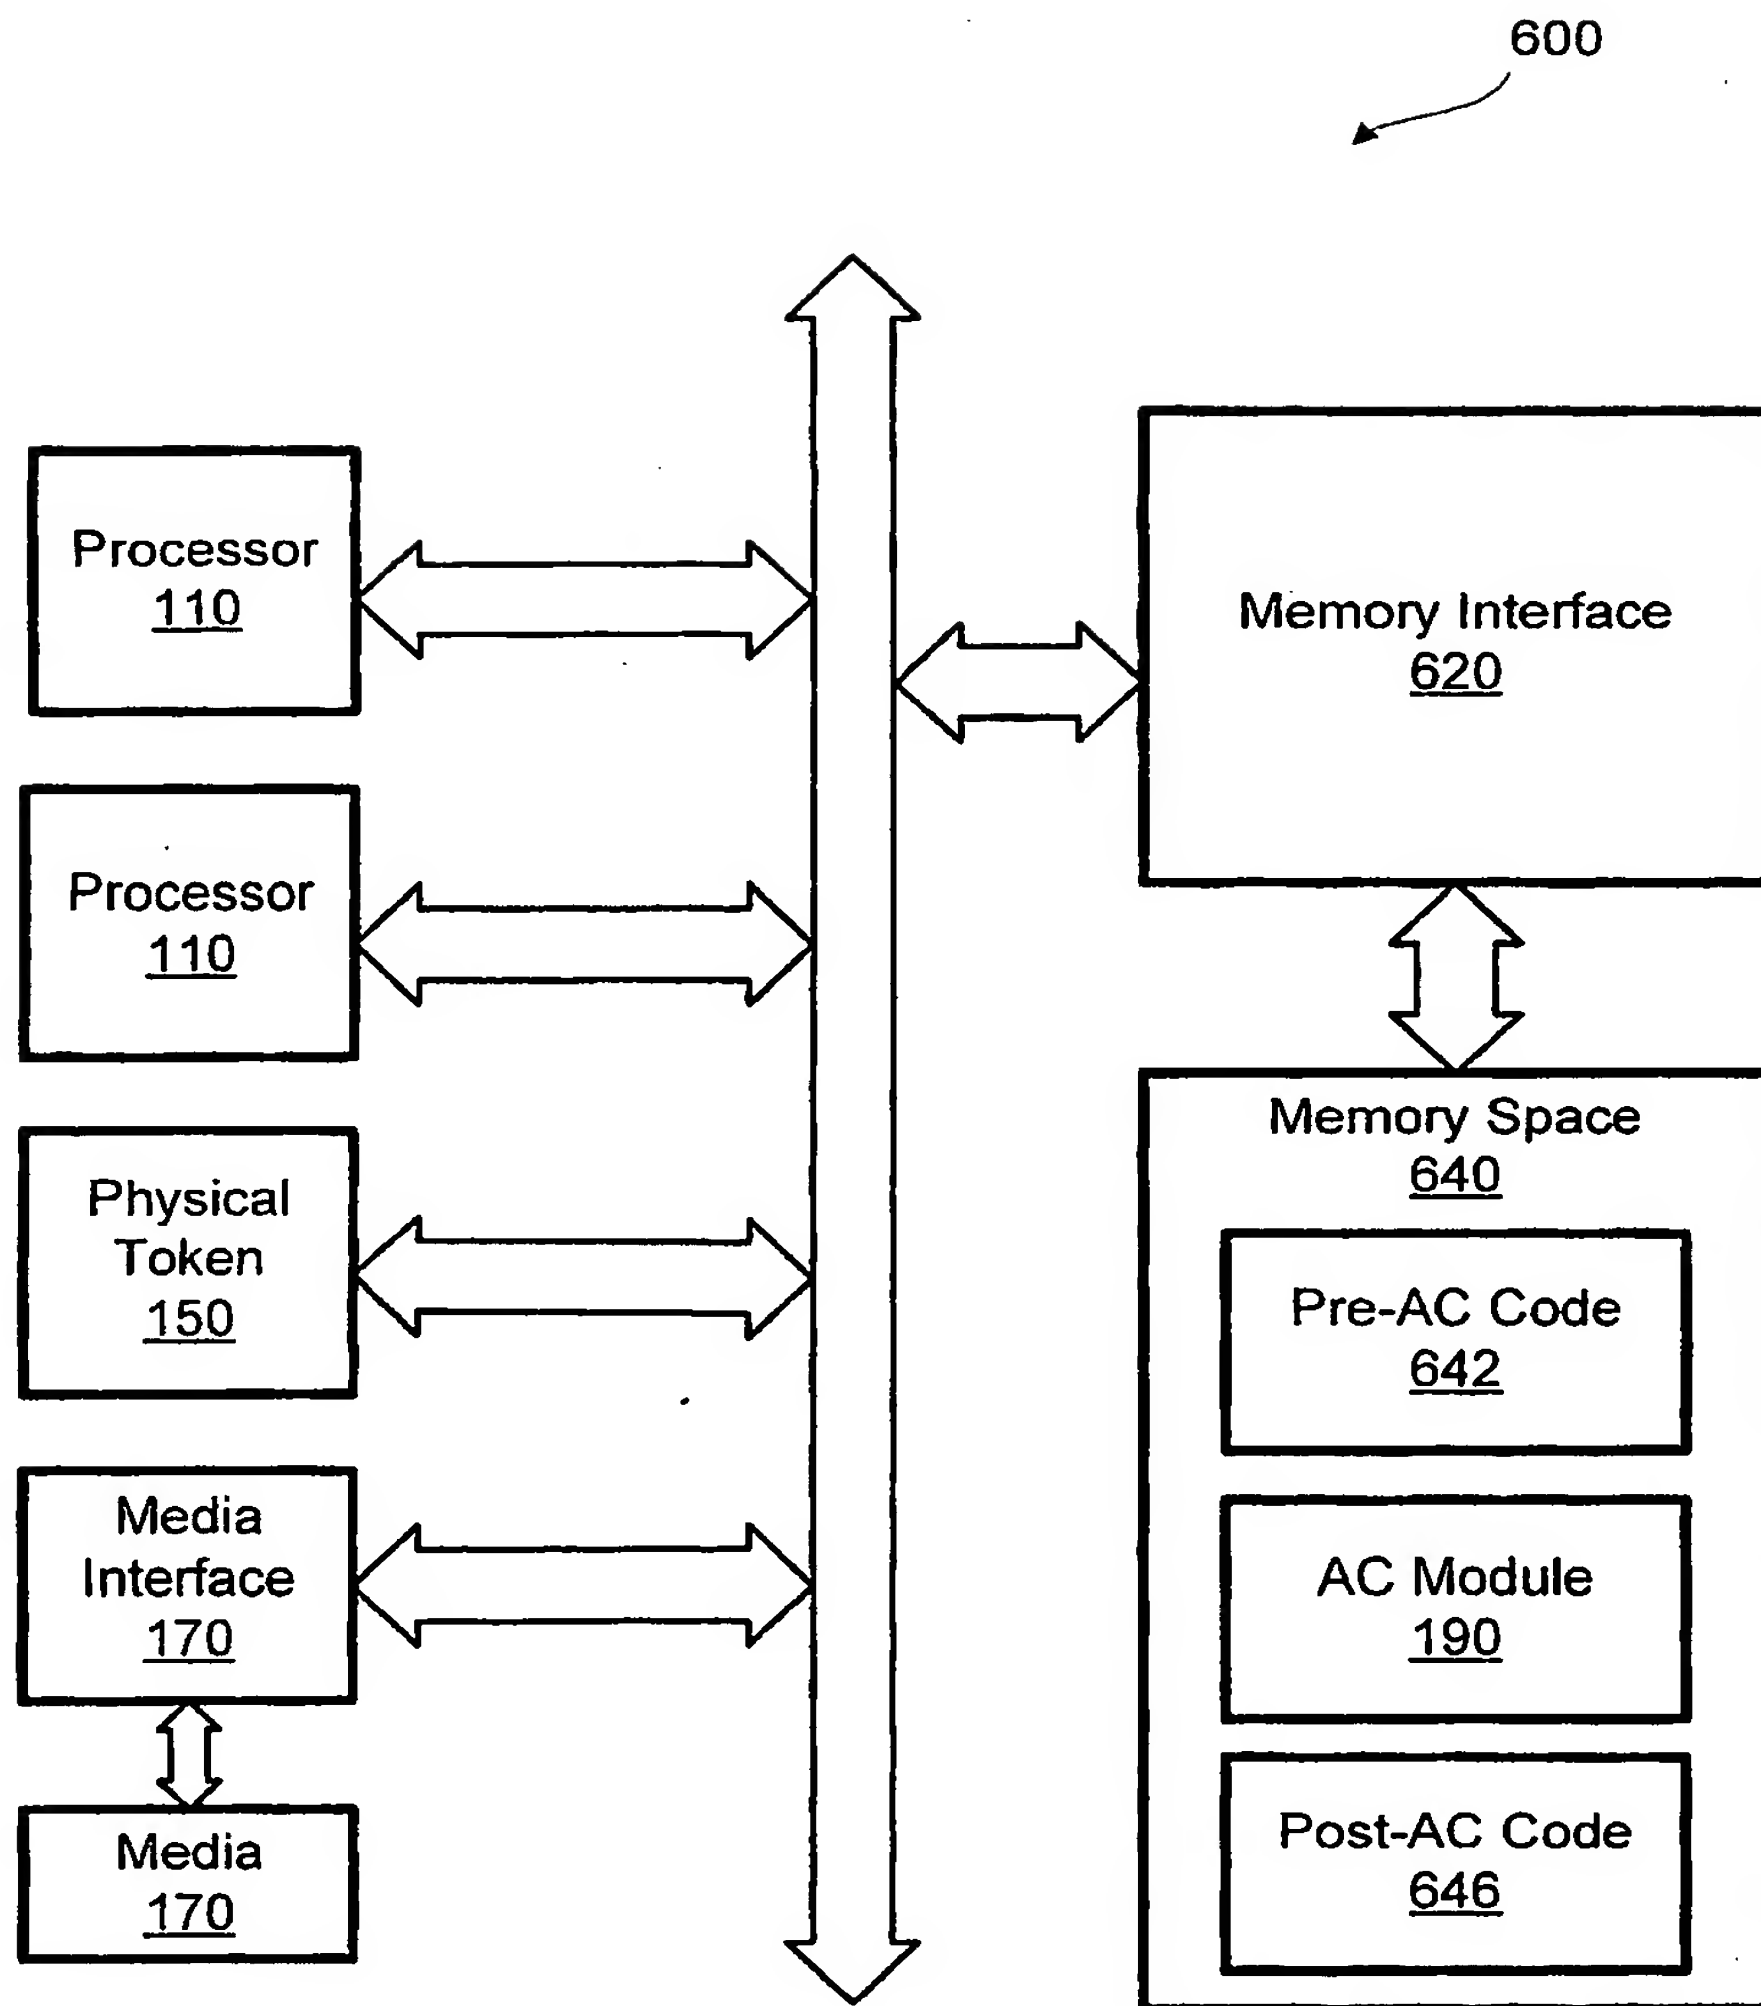 600
Processor
110
Processor
110
Physical
Token
150
Media
Interface
170
Media
170
Memory Interface
620
Memory Space
640
Pre-AC Code
642
AC Module
190
Post-AC Code
646